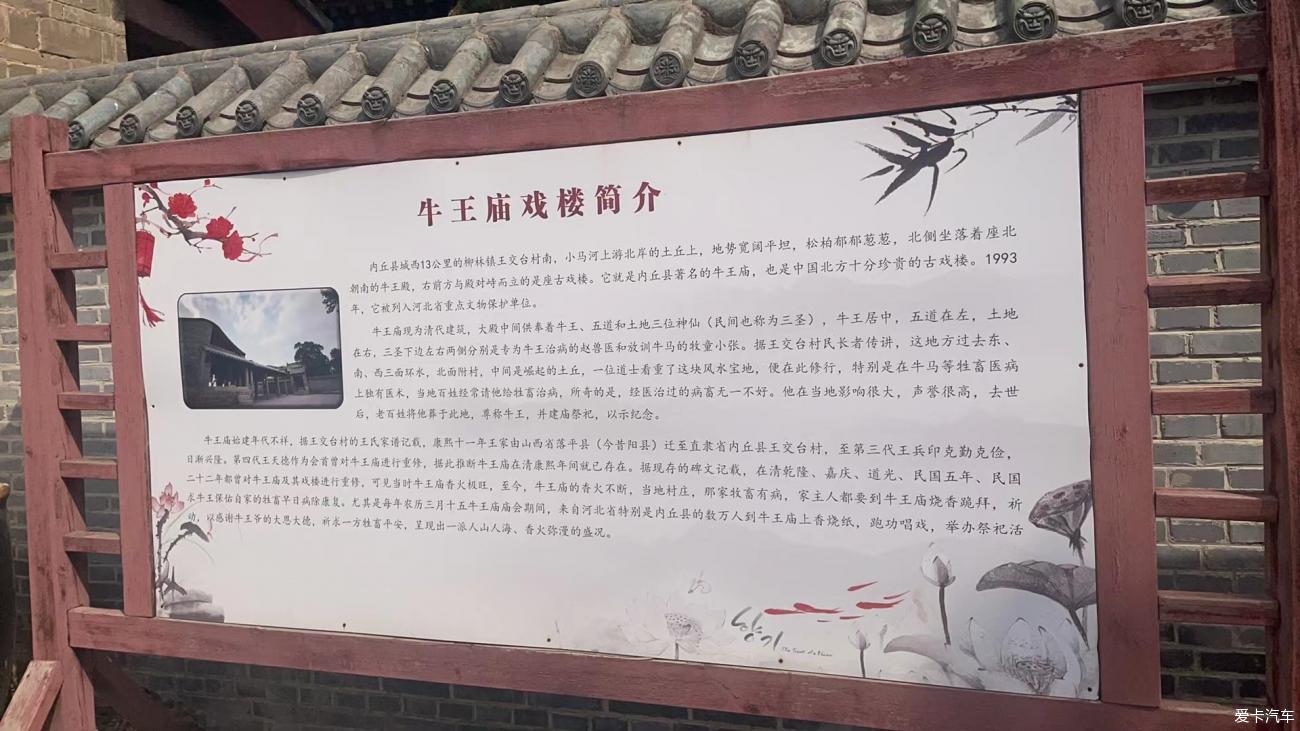 牛王庙戏楼简介
内丘县城西13公里的柳林镇王交台村南，小马河上游北岸的土丘上，地势宽阔平坦，松柏郁郁葱葱，北侧坐落着座北
朝南的牛王殿，右前方与殿对峙而立的是座古戏楼。它就是内丘县著名的牛王庙，也是中国北方十分珍贵的古戏楼。1993
年，它被列入河北省重点文物保护单位。
牛王庙现为清代建筑，大殿中间供奉着牛王、五道和土地三位神仙（民间也称为三圣），牛王居中，五道在左，土地
在右，三圣下边左右两侧分别是专为牛王治病的赵兽医和放训牛马的牧童小张。据王交台村民长者传讲，这地方过去东、
南、西三面环水，北面附村，中间是崛起的土丘，一位道士看重了这块风水宝地，便在此修行，特别是在牛马等牲畜医病
上独有医术，当地百姓经常请他给牲畜治病，所奇的是，经医治过的病畜无一不好。他在当地影响很大，声誉很高，去世
后，老百姓将他葬于此地，尊称牛王，并建庙祭祀，以示纪念。
牛王庙始建年代不祥，据王交台村的王氏家谱记载，康熙十一年王家由山西省落平县（今昔阳县）迁至直隶省内丘县王交台村，至第三代王兵印克勤克俭，
日渐兴隆。第四代王天德作为会首曾对牛王庙进行重修，据此推断牛王庙在清康熙年间就已存在。据现存的碑文记载，在清乾隆、嘉庆、道光、民国五年、民国
二十二年都曾对牛王庙及其戏楼进行重修，可见当时牛王庙香火极旺，至今，牛王庙的香火不断，当地村庄，那家牲畜有病，家主人都要到牛王庙烧香跪拜，祈
求牛王保佑自家的牲畜早日病除康复。尤其是每年农历三月十五牛王庙庙会期间，来自河北省特别是内丘县的数万人到牛王庙上香烧纸，跑功唱戏，举办祭祀活
动，以感谢牛王爷的大恩大德，祈求一方牲畜平安，呈现出一派人山人海、香火弥漫的盛况。
爱卡汽车